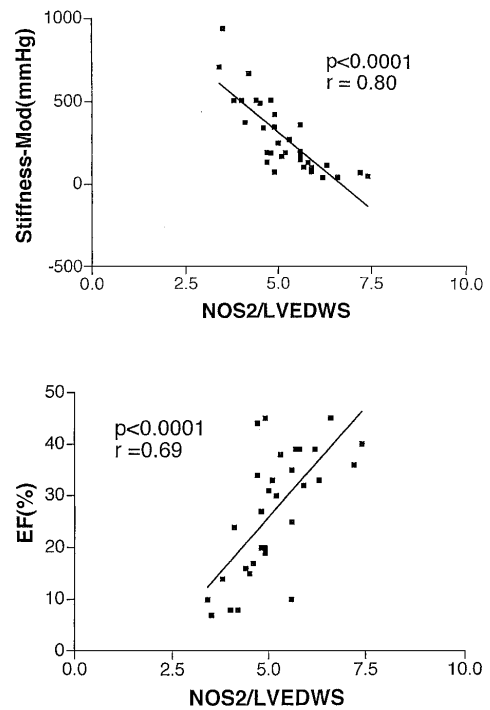 1000
500
0
-500
Stiffness-Mod(mmHg)
p<0.0001
r = 0.80
0.0 2.5 5.0 7.5 10.0
NOS2/LVEDWS
50
40
30
20
10
0
EF(%)
p<0.0001
r =0.69
0.0 2.5 5.0 7.5 10.0
NOS2/LVEDWS